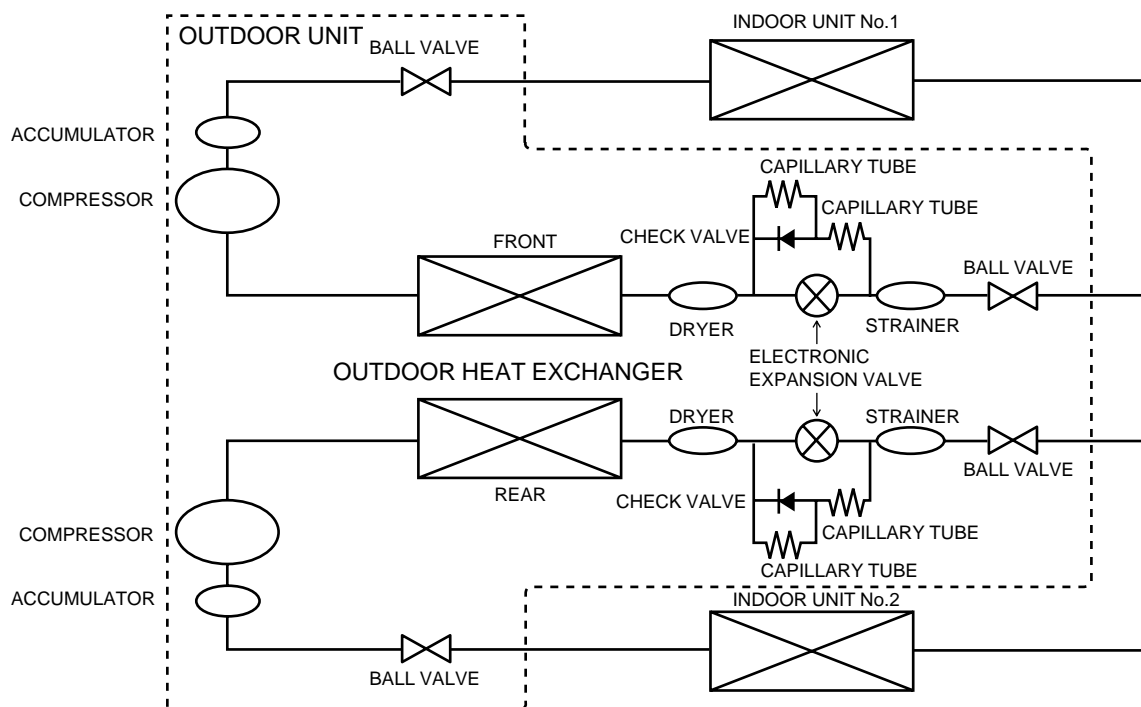 INDOOR UNIT No.1
OUTDOOR UNIT
BALL VALVE
ACCUMULATOR
CAPILLARY TUBE
COMPRESSOR
CAPILLARY TUBE
CHECK VALVE
FRONT
BALL VALVE
DRYER
STRAINER
ELECTRONIC
EXPANSION VALVE
OUTDOOR HEAT EXCHANGER
DRYER
STRAINER
BALL VALVE
REAR
CHECK VALVE
COMPRESSOR
CAPILLARY TUBE
CAPILLARY TUBE
ACCUMULATOR
INDOOR UNIT No.2
BALL VALVE